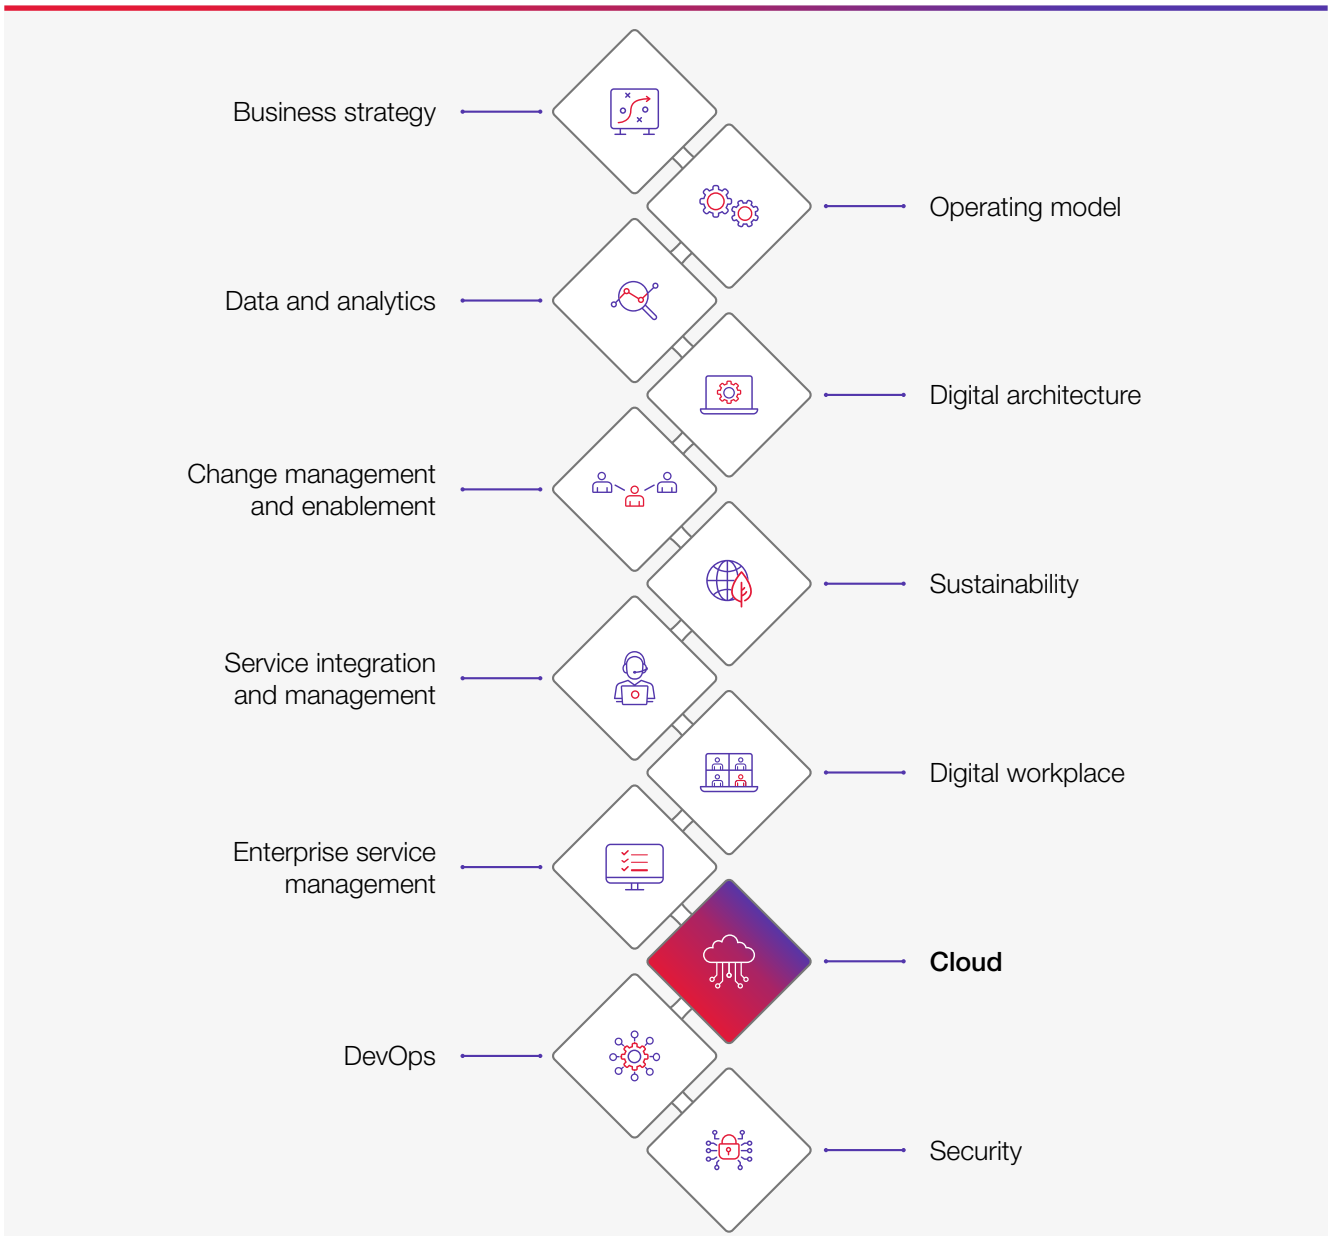 Business strategy
Operating model
Data and analytics
Digital architecture
Change management
and enablement
Sustainability
Service integration
and management
Digital workplace
Enterprise service
management
Cloud
DevOps
Security